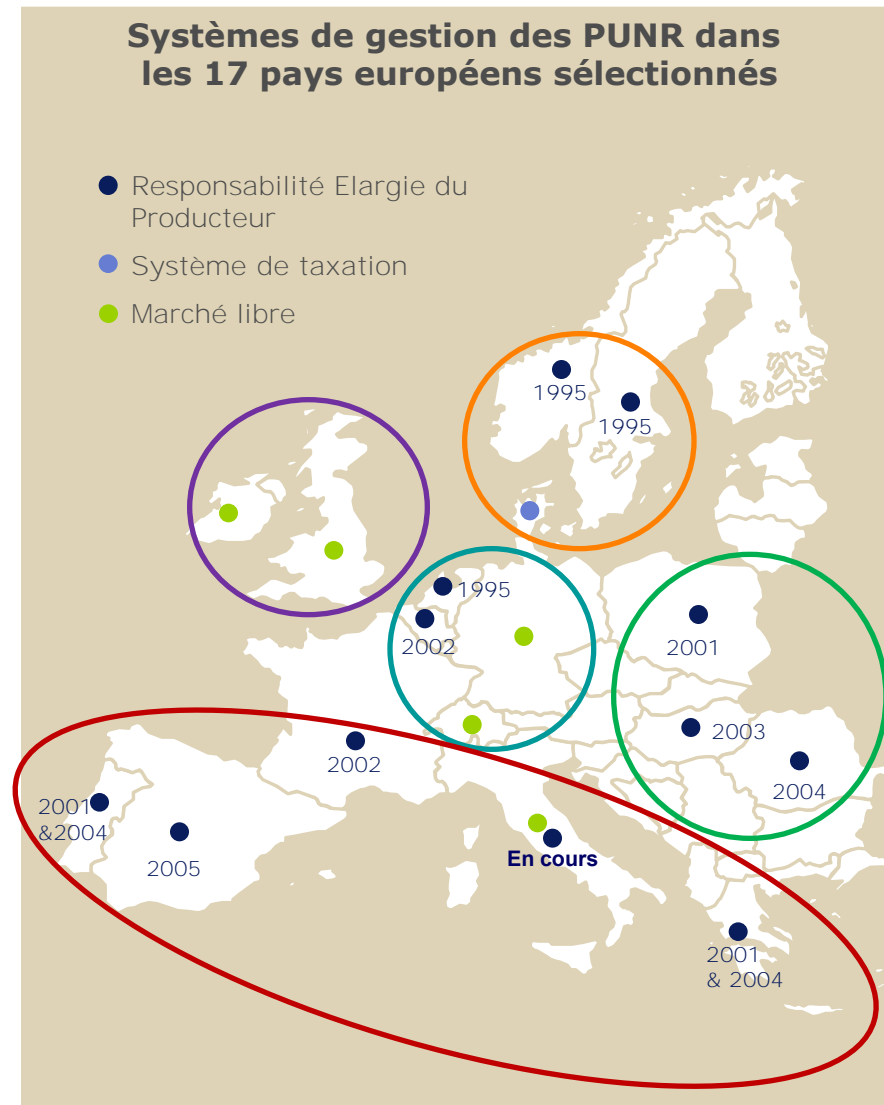 Systèmes de gestion des PUNR dans
les 17 pays européens sélectionnés
Responsabilité Elargie du
Producteur
Système de taxation
Marché libre
1995
1995
1995
2002
2001
2003
2004
2002
2001
&2004
2005
En cours
2001
& 2004